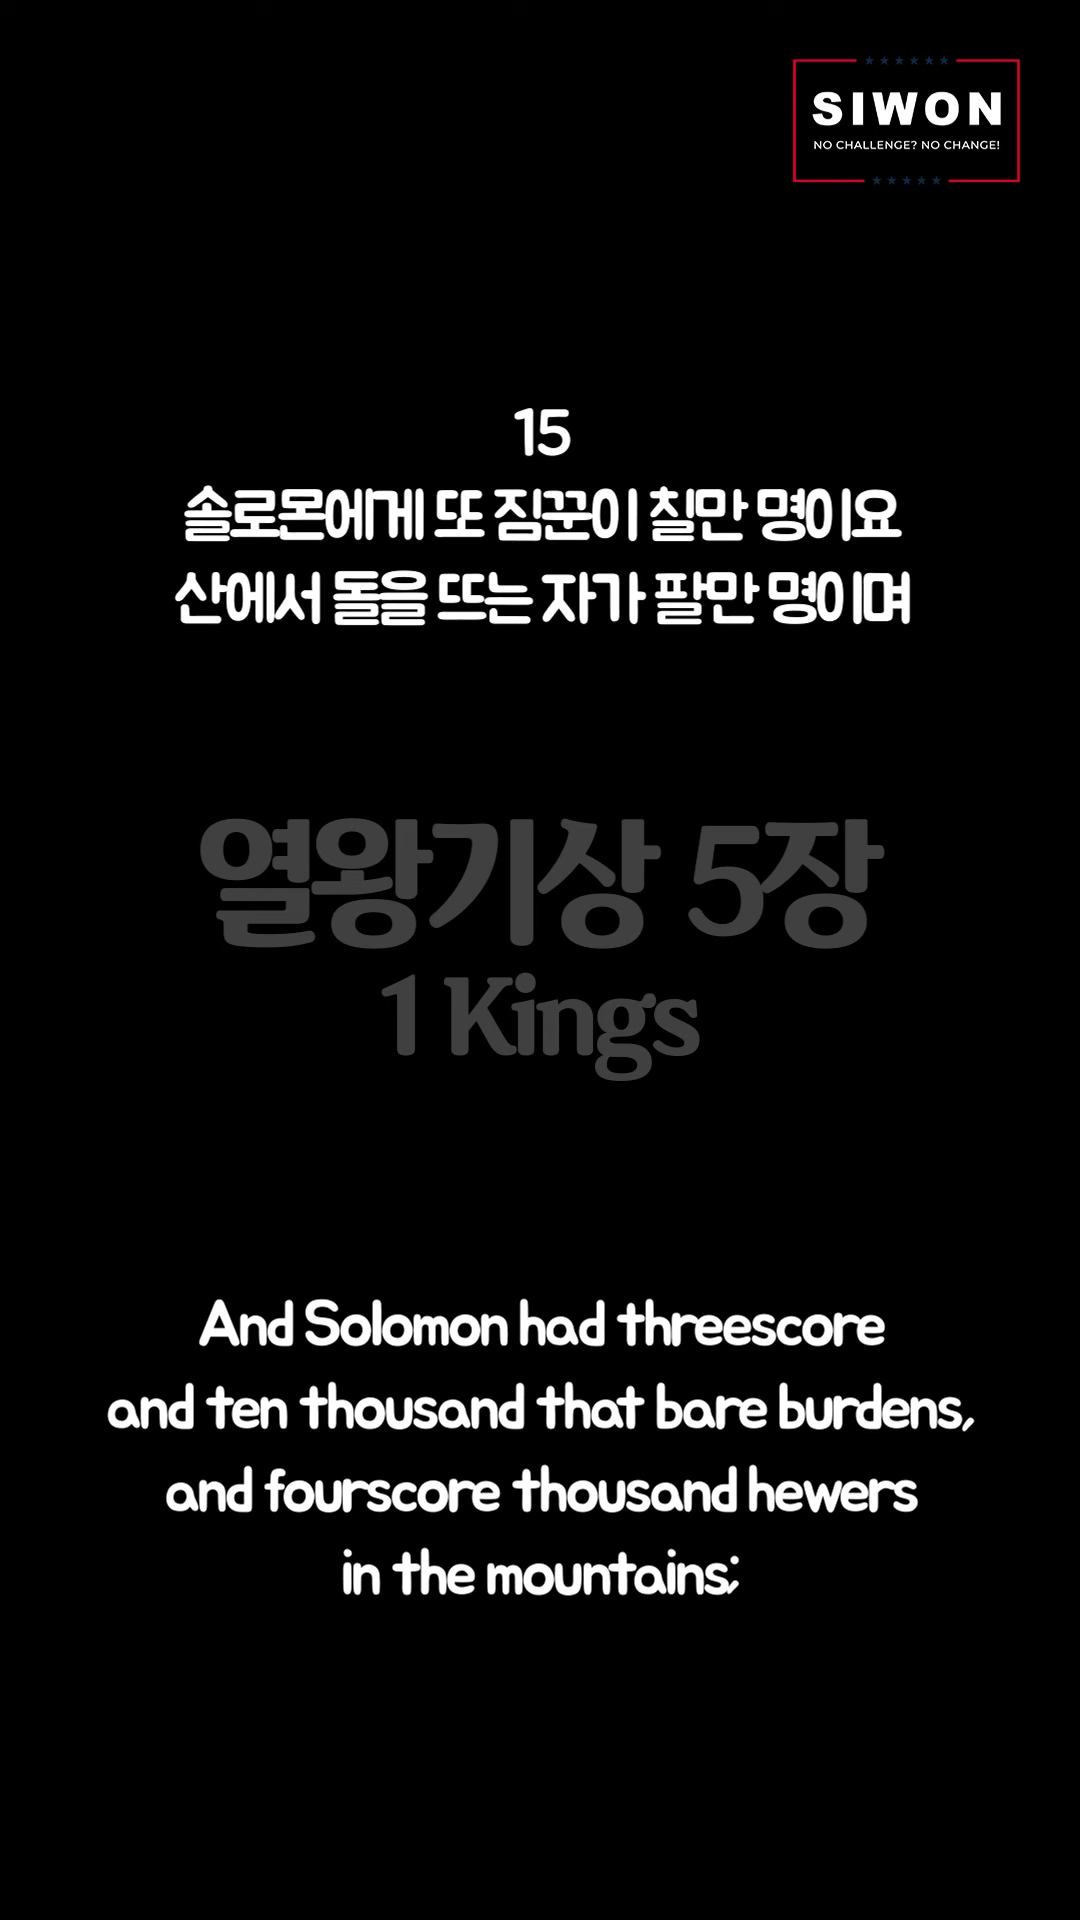 SIWON
NO CHALLENGE? NO CHANGE!
15
솔로몬에게 또 짐꾼이 칠만 명이요
산에서 돌을 뜨는 자가 팔만 명이며
열왕기상 5장
1 Kings
And Solomon had threescore
and ten thousand that bare burdens,
and fourscore thousand hewers
in the mountains;